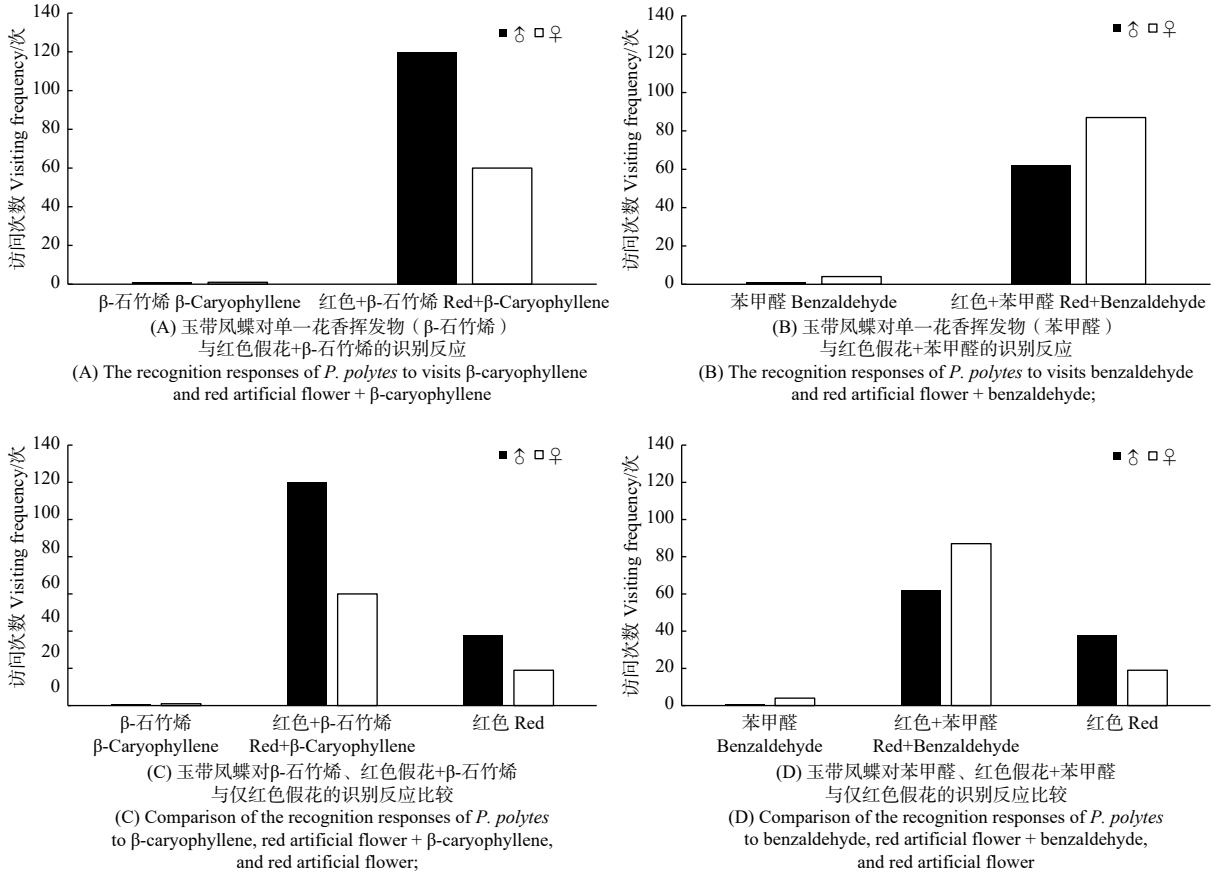 140
120
100
80
60
40
20
0
访问次数 Visiting frequency/次
■♂ □♀
β-石竹烯 β-Caryophyllene
红色+β-石竹烯 Red+β-Caryophyllene
(A) 玉带凤蝶对单一花香挥发物（β-石竹烯）
与红色假花+β-石竹烯的识别反应
(A) The recognition responses of P. polytes to visits β-caryophyllene
and red artificial flower + β-caryophyllene
140
120
100
80
60
40
20
0
访问次数 Visiting frequency/次
■♂ □♀
苯甲醛 Benzaldehyde
红色+苯甲醛 Red+Benzaldehyde
(B) 玉带凤蝶对单一花香挥发物（苯甲醛）
与红色假花+苯甲醛的识别反应
(B) The recognition responses of P. polytes to visits benzaldehyde
and red artificial flower + benzaldehyde;
140
120
100
80
60
40
20
0
访问次数 Visiting frequency/次
■♂ □♀
β-石竹烯
β-Caryophyllene
红色+β-石竹烯
Red+β-Caryophyllene
红色 Red
(C) 玉带凤蝶对β-石竹烯、红色假花+β-石竹烯
与仅红色假花的识别反应比较
(C) Comparison of the recognition responses of P. polytes
to β-caryophyllene, red artificial flower + β-caryophyllene,
and red artificial flower;
140
120
100
80
60
40
20
0
访问次数 Visiting frequency/次
■♂ □♀
苯甲醛
Benzaldehyde
红色+苯甲醛
Red+Benzaldehyde
红色 Red
(D) 玉带凤蝶对苯甲醛、红色假花+苯甲醛
与仅红色假花的识别反应比较
(D) Comparison of the recognition responses of P. polytes
to benzaldehyde, red artificial flower + benzaldehyde,
and red artificial flower